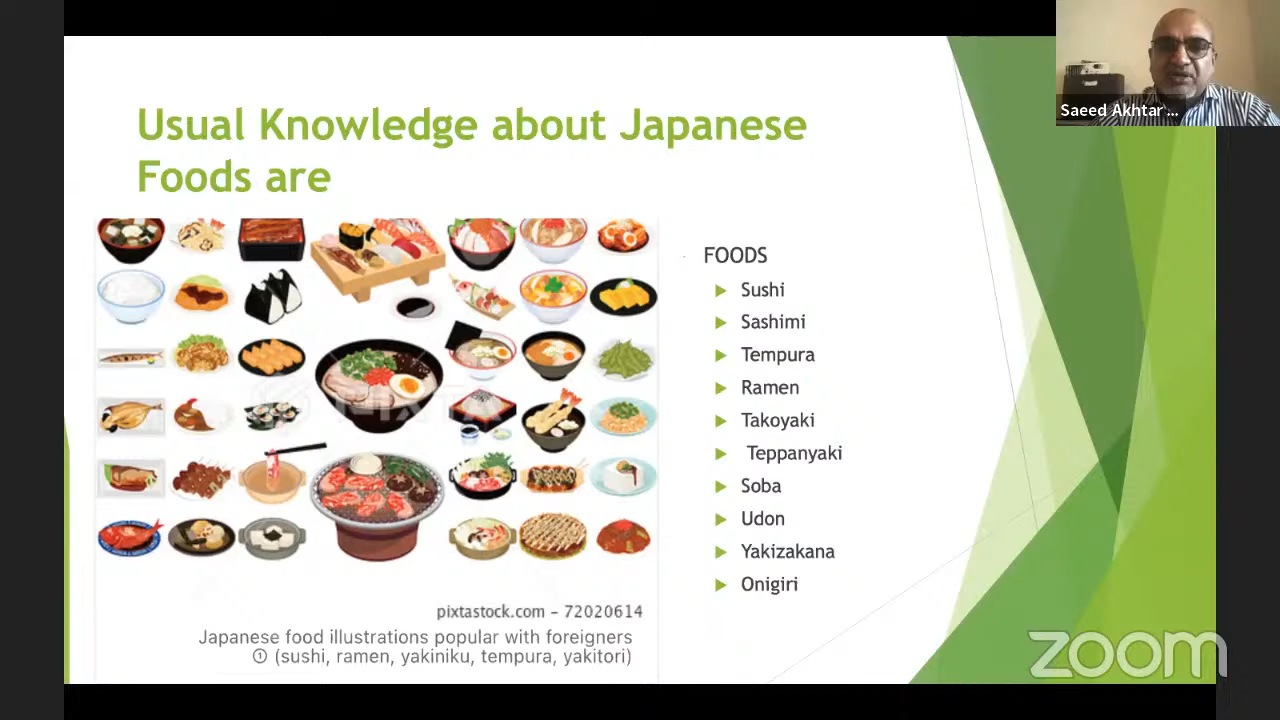 Saeed Akhtar ...
Usual Knowledge about Japanese
Foods are
FOODS
Sushi
Sashimi
Tempura
Ramen
Takoyaki
Teppanyaki
Soba
Udon
Yakizakana
Onigiri
PIXTA
pixtastock.com – 72020614
Japanese food illustrations popular with foreigners
① (sushi, ramen, yakiniku, tempura, yakitori)
zoom